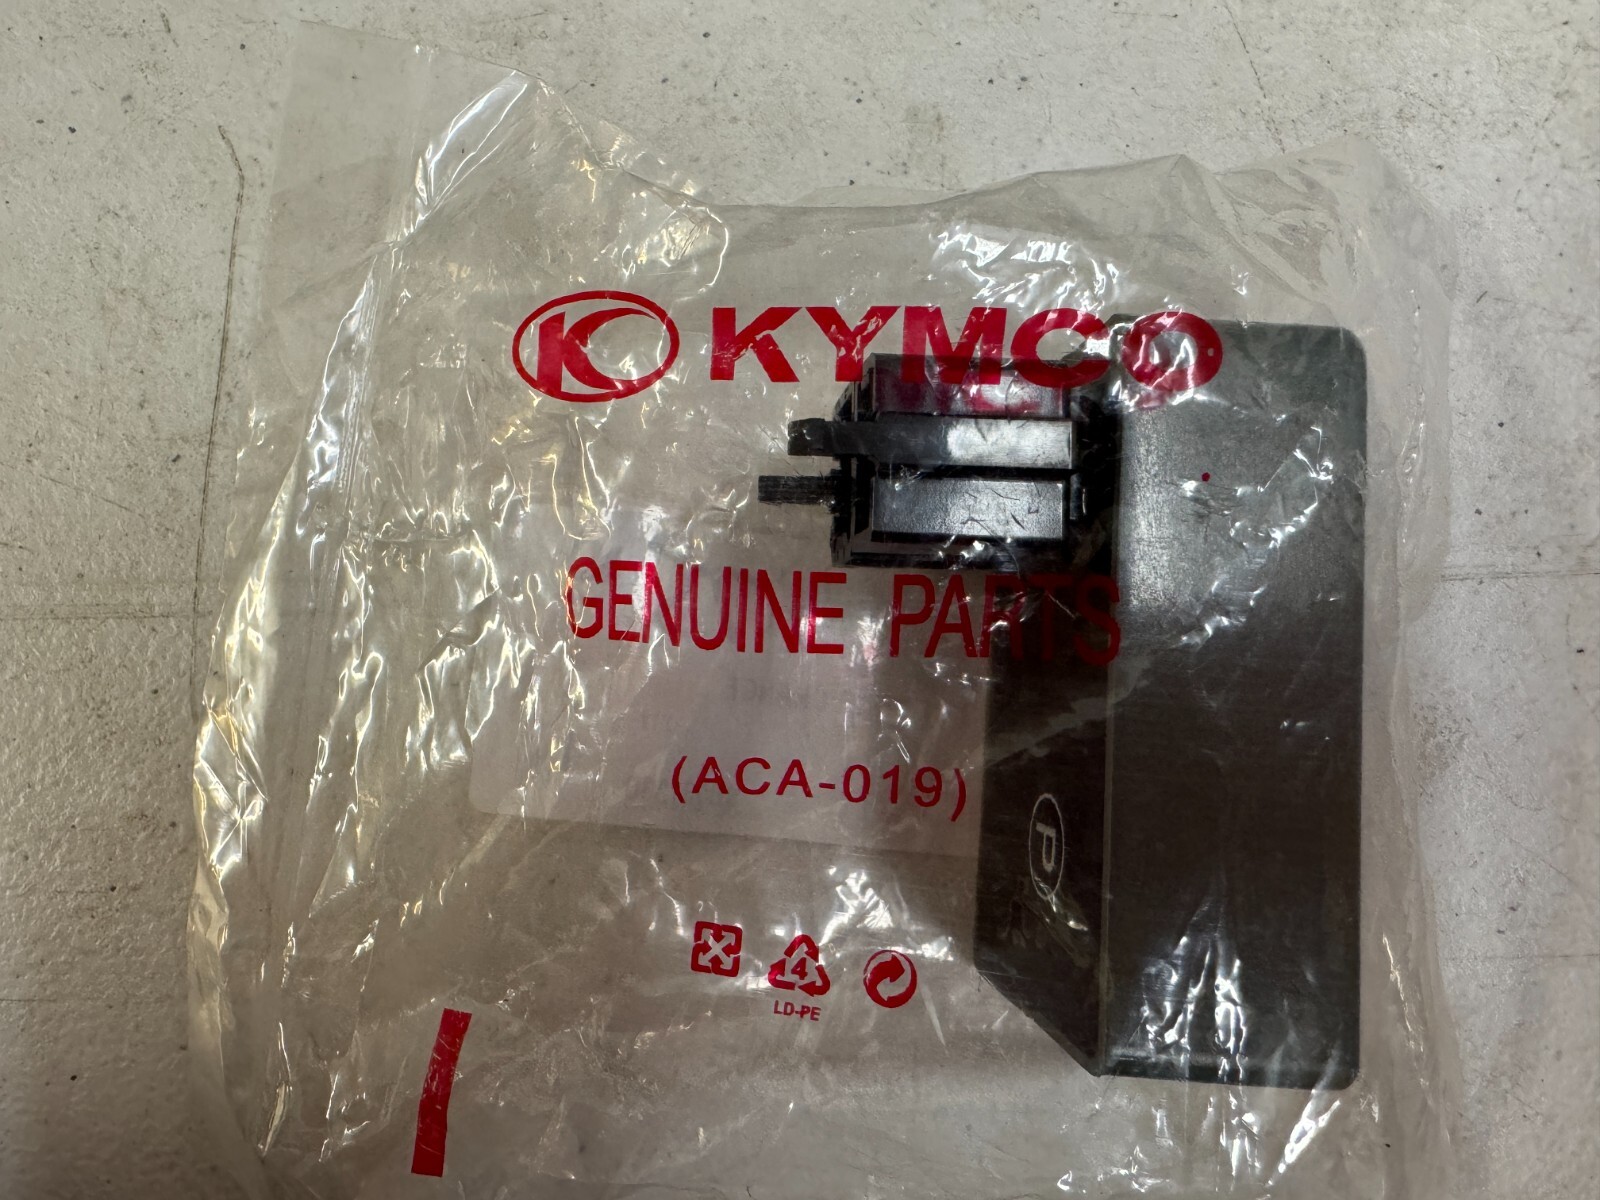 KYMCO
GENUINE PARTS
(ACA-019)
P
4
LD-PE